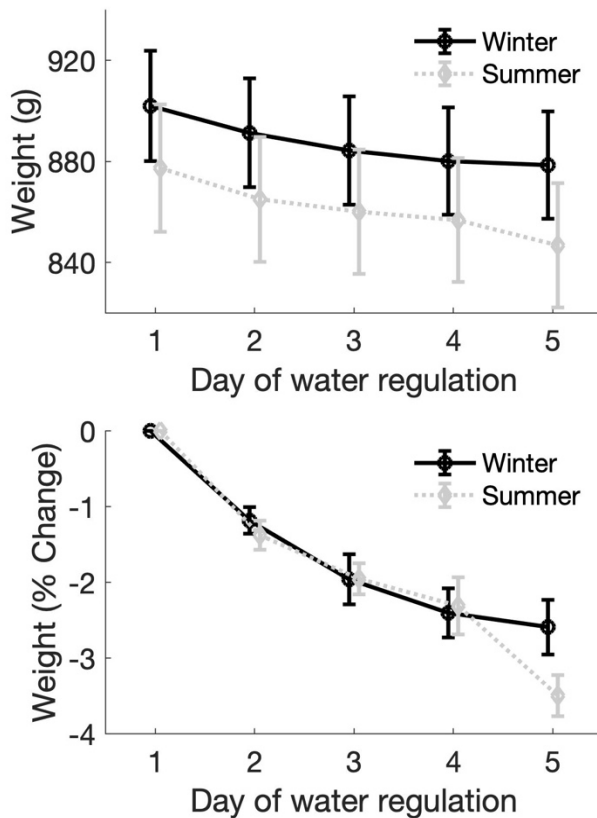 Weight (g)
920
880
840
Winter
Summer
1 2 3 4 5
Day of water regulation
Weight (% Change)
0
-1
-2
-3
-4
Winter
Summer
1 2 3 4 5
Day of water regulation